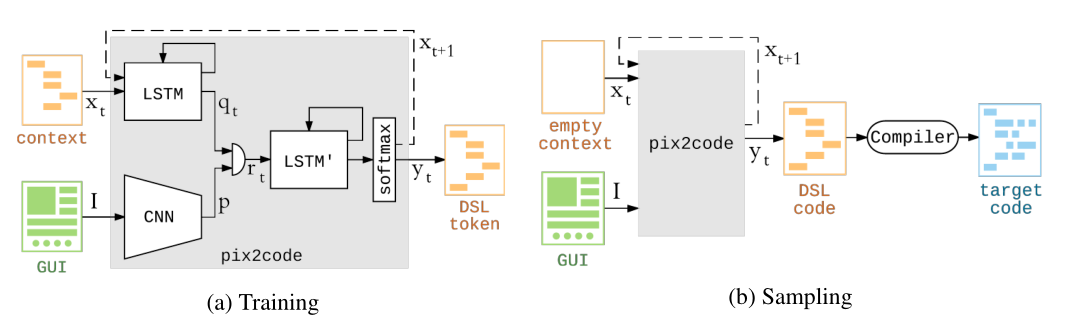 x_{t+1}
LSTM
x_t
q_t
context
LSTM'
softmax
r_t
y_t
DSL
token
I
CNN
p
GUI
pix2code
(a) Training
x_{t+1}
x_t
empty
context
pix2code
y_t
Compiler
DSL
code
target
code
I
GUI
(b) Sampling